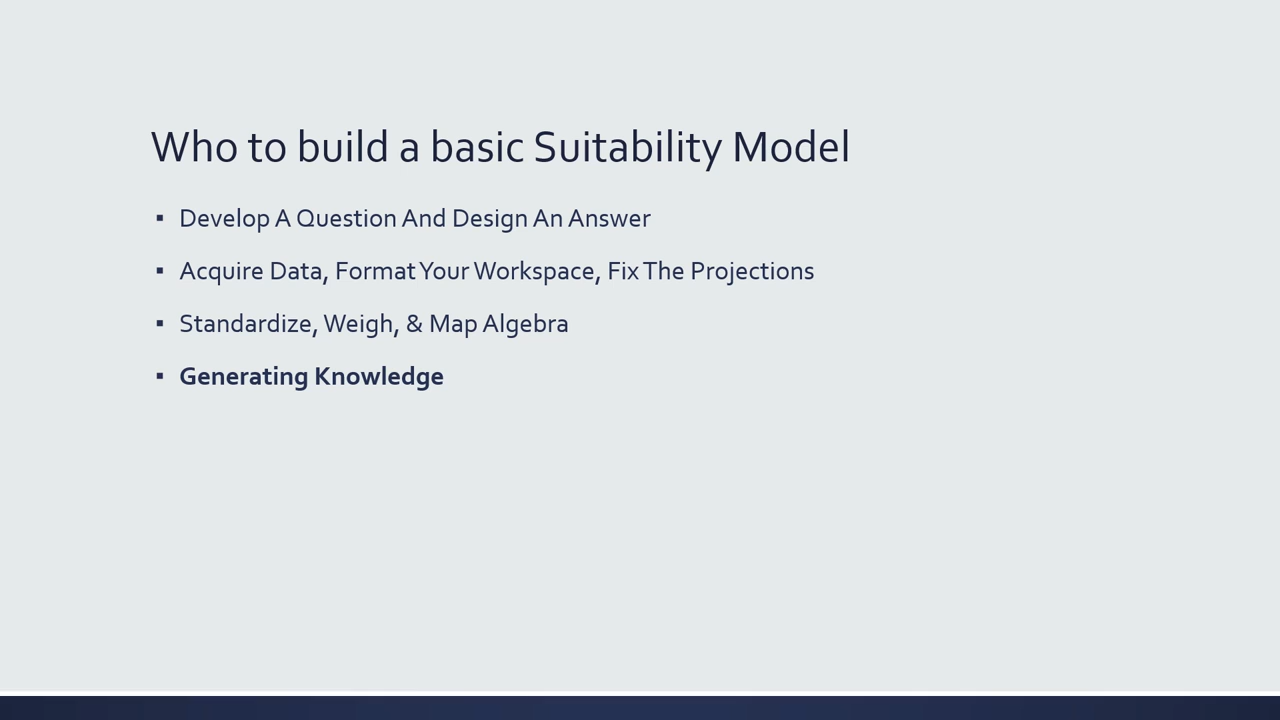 Who to build a basic Suitability Model
▪ Develop A Question And Design An Answer
▪ Acquire Data, Format Your Workspace, Fix The Projections
▪ Standardize, Weigh, & Map Algebra
▪ Generating Knowledge